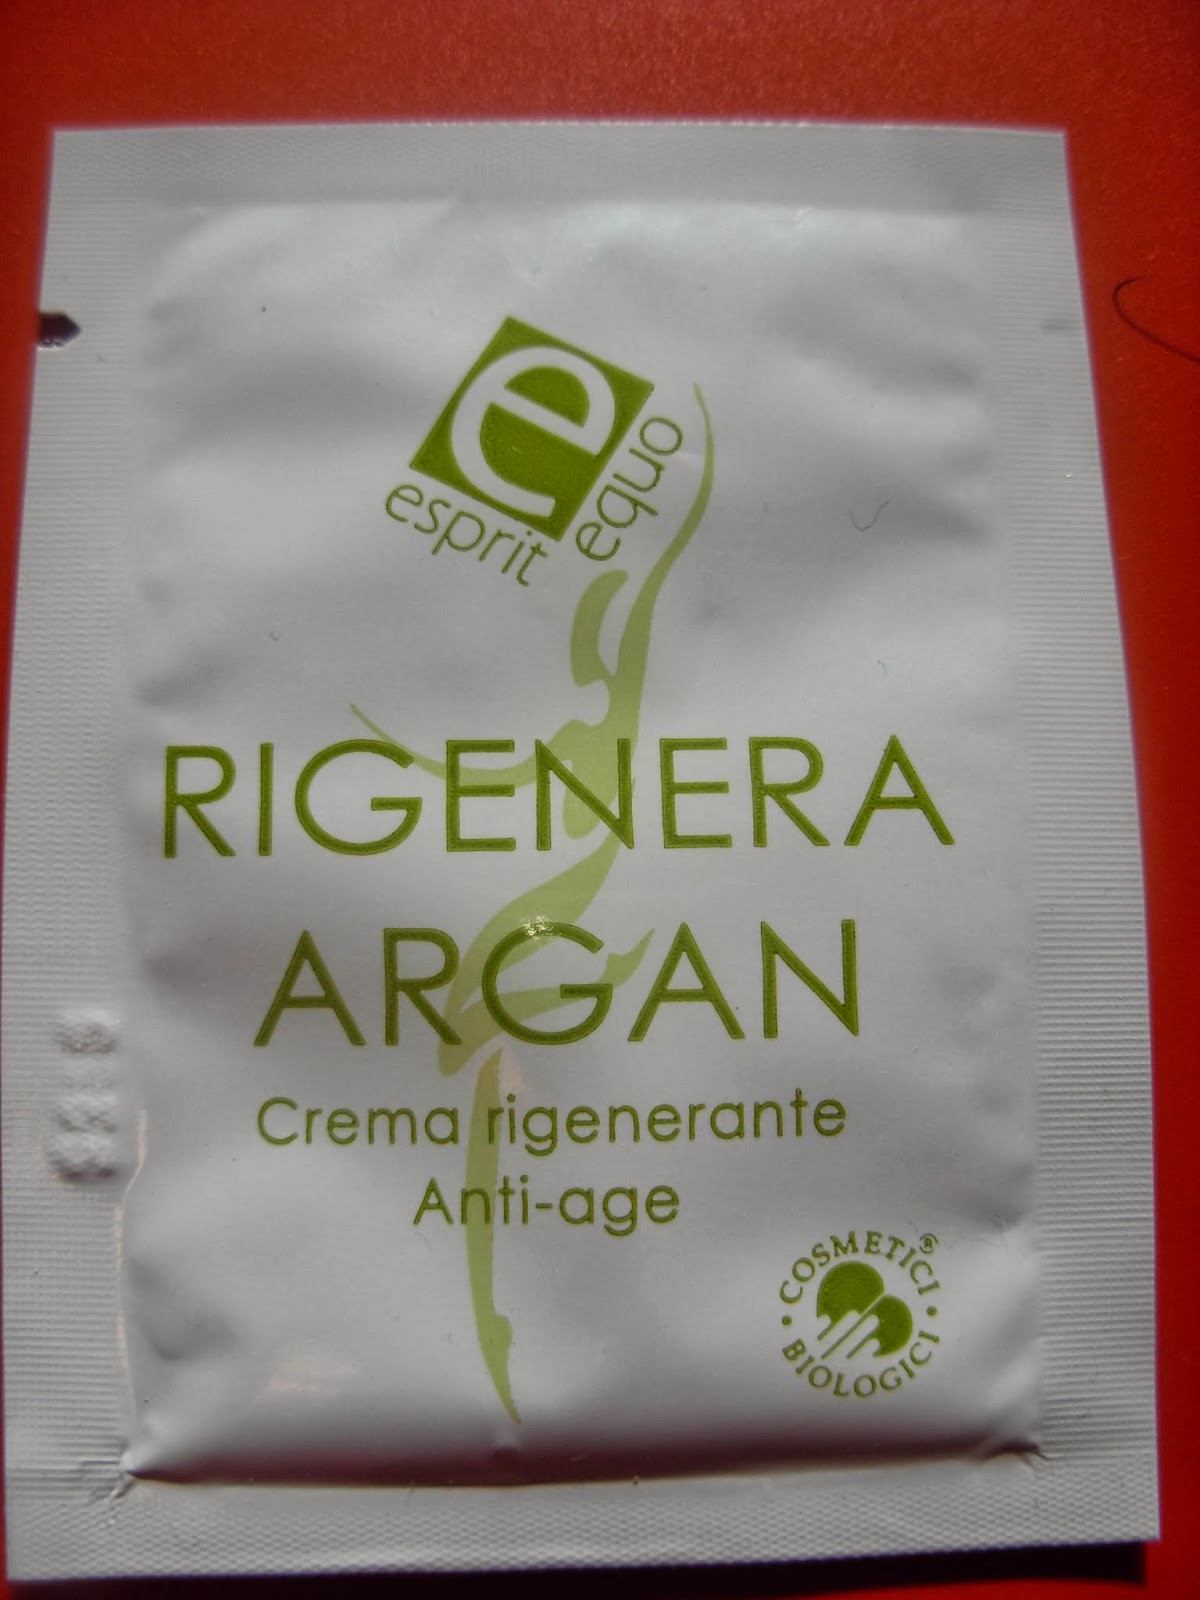 e
esprit
equo
RIGENERA
ARGAN
Crema rigenerante
Anti-age
COSMETICI®
BIOLOGICI